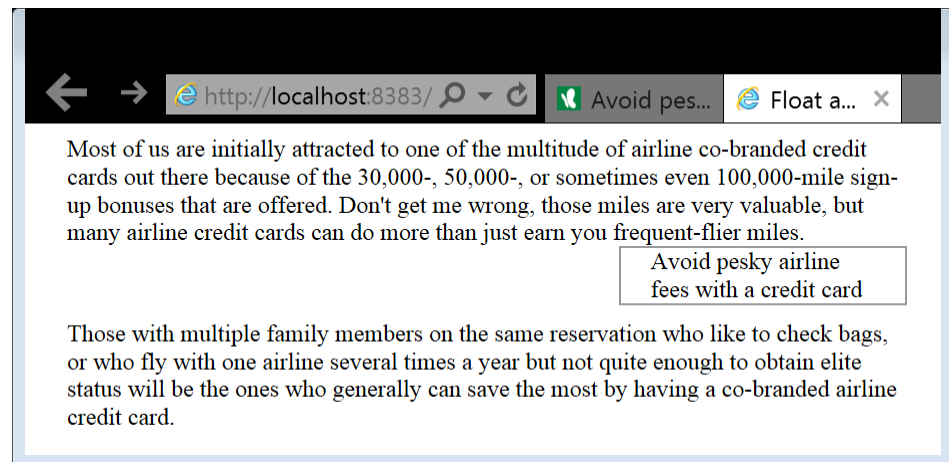 http://localhost:8383/
Avoid pes...
Float a...
Most of us are initially attracted to one of the multitude of airline co-branded credit
cards out there because of the 30,000-, 50,000-, or sometimes even 100,000-mile sign-
up bonuses that are offered. Don't get me wrong, those miles are very valuable, but
many airline credit cards can do more than just earn you frequent-flier miles.
Avoid pesky airline
fees with a credit card
Those with multiple family members on the same reservation who like to check bags,
or who fly with one airline several times a year but not quite enough to obtain elite
status will be the ones who generally can save the most by having a co-branded airline
credit card.